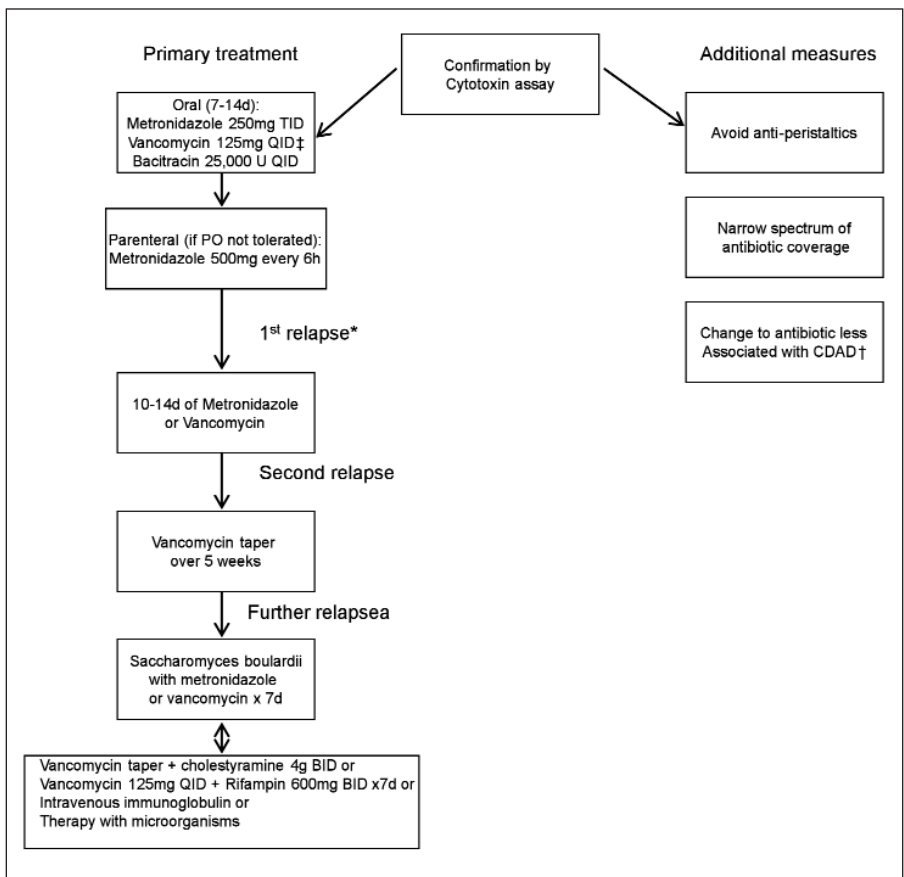 Primary treatment
Confirmation by
Cytotoxin assay
Additional measures
Oral (7-14d):
Metronidazole 250mg TID
Vancomycin 125mg QID‡
Bacitracin 25,000 U QID
Avoid anti-peristaltics
Parenteral (if PO not tolerated):
Metronidazole 500mg every 6h
Narrow spectrum of
antibiotic coverage
1st relapse*
Change to antibiotic less
Associated with CDAD†
10-14d of Metronidazole
or Vancomycin
Second relapse
Vancomycin taper
over 5 weeks
Further relapsea
Saccharomyces boulardii
with metronidazole
or vancomycin x 7d
Vancomycin taper + cholestyramine 4g BID or
Vancomycin 125mg QID + Rifampin 600mg BID x7d or
Intravenous immunoglobulin or
Therapy with microorganisms